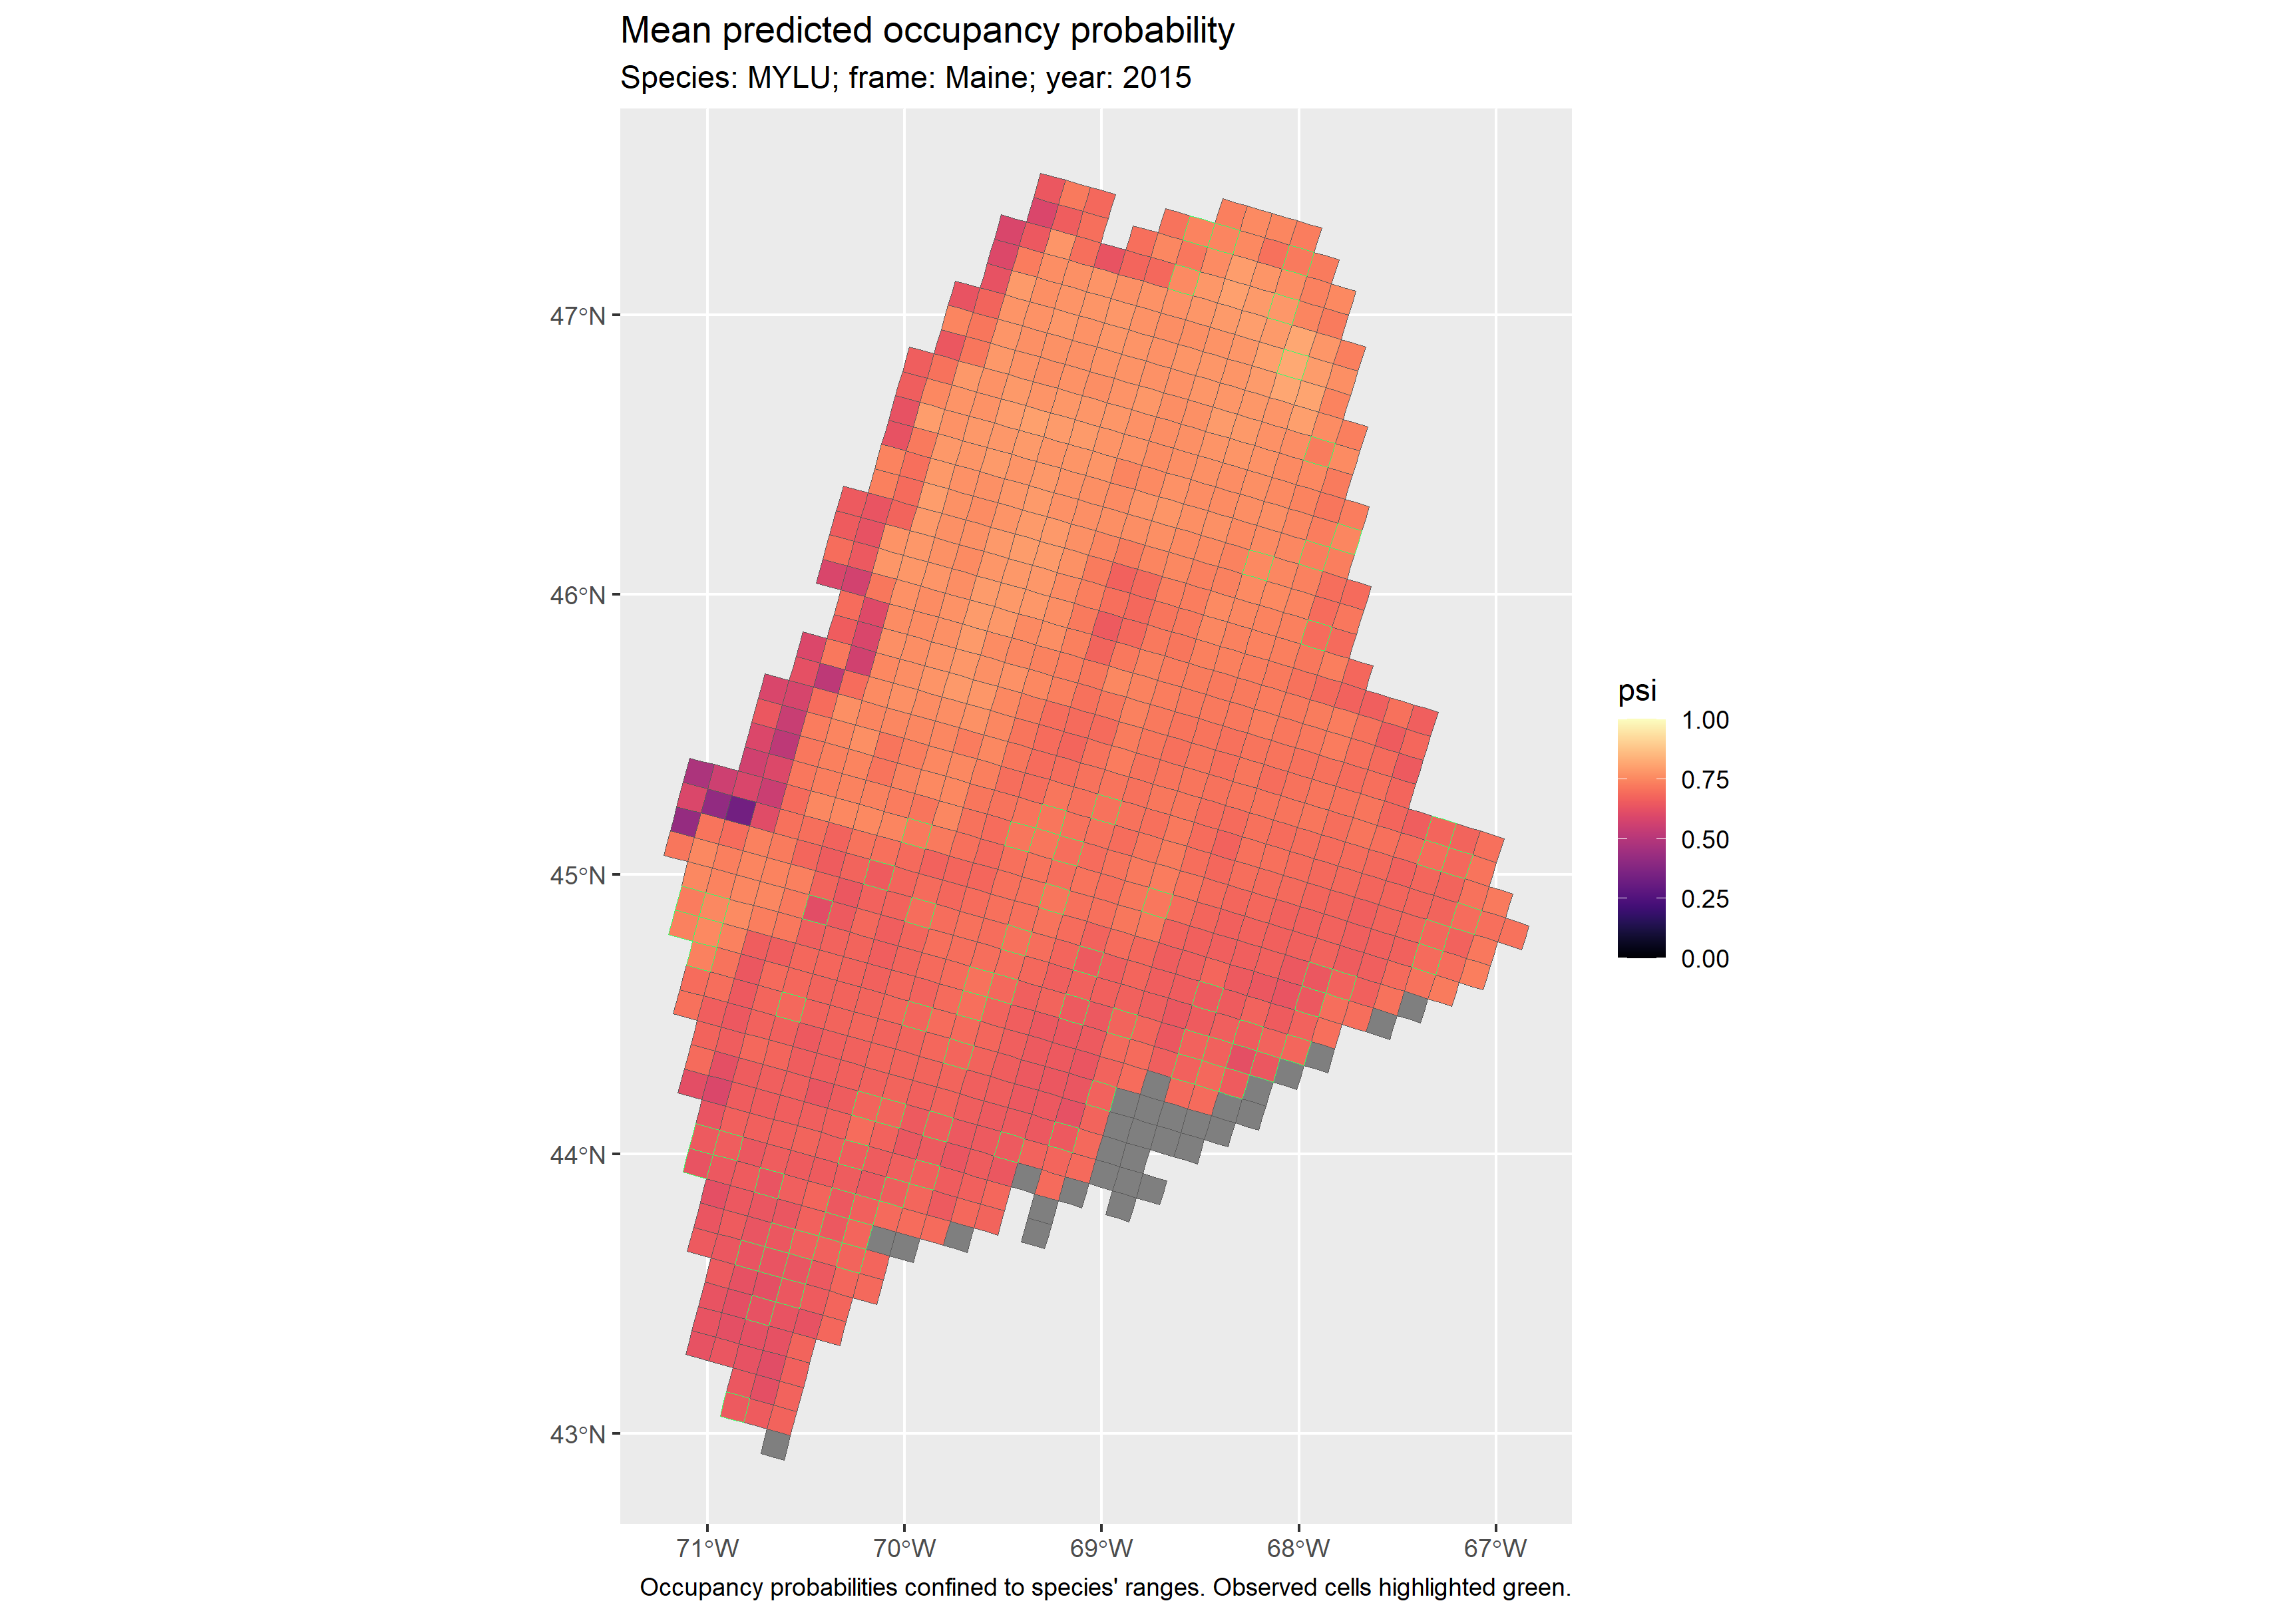 Mean predicted occupancy probability
Species: MYLU; frame: Maine; year: 2015
47°N
46°N
45°N
44°N
43°N
71°W
70°W
69°W
68°W
67°W
psi
1.00
0.75
0.50
0.25
0.00
Occupancy probabilities confined to species' ranges. Observed cells highlighted green.